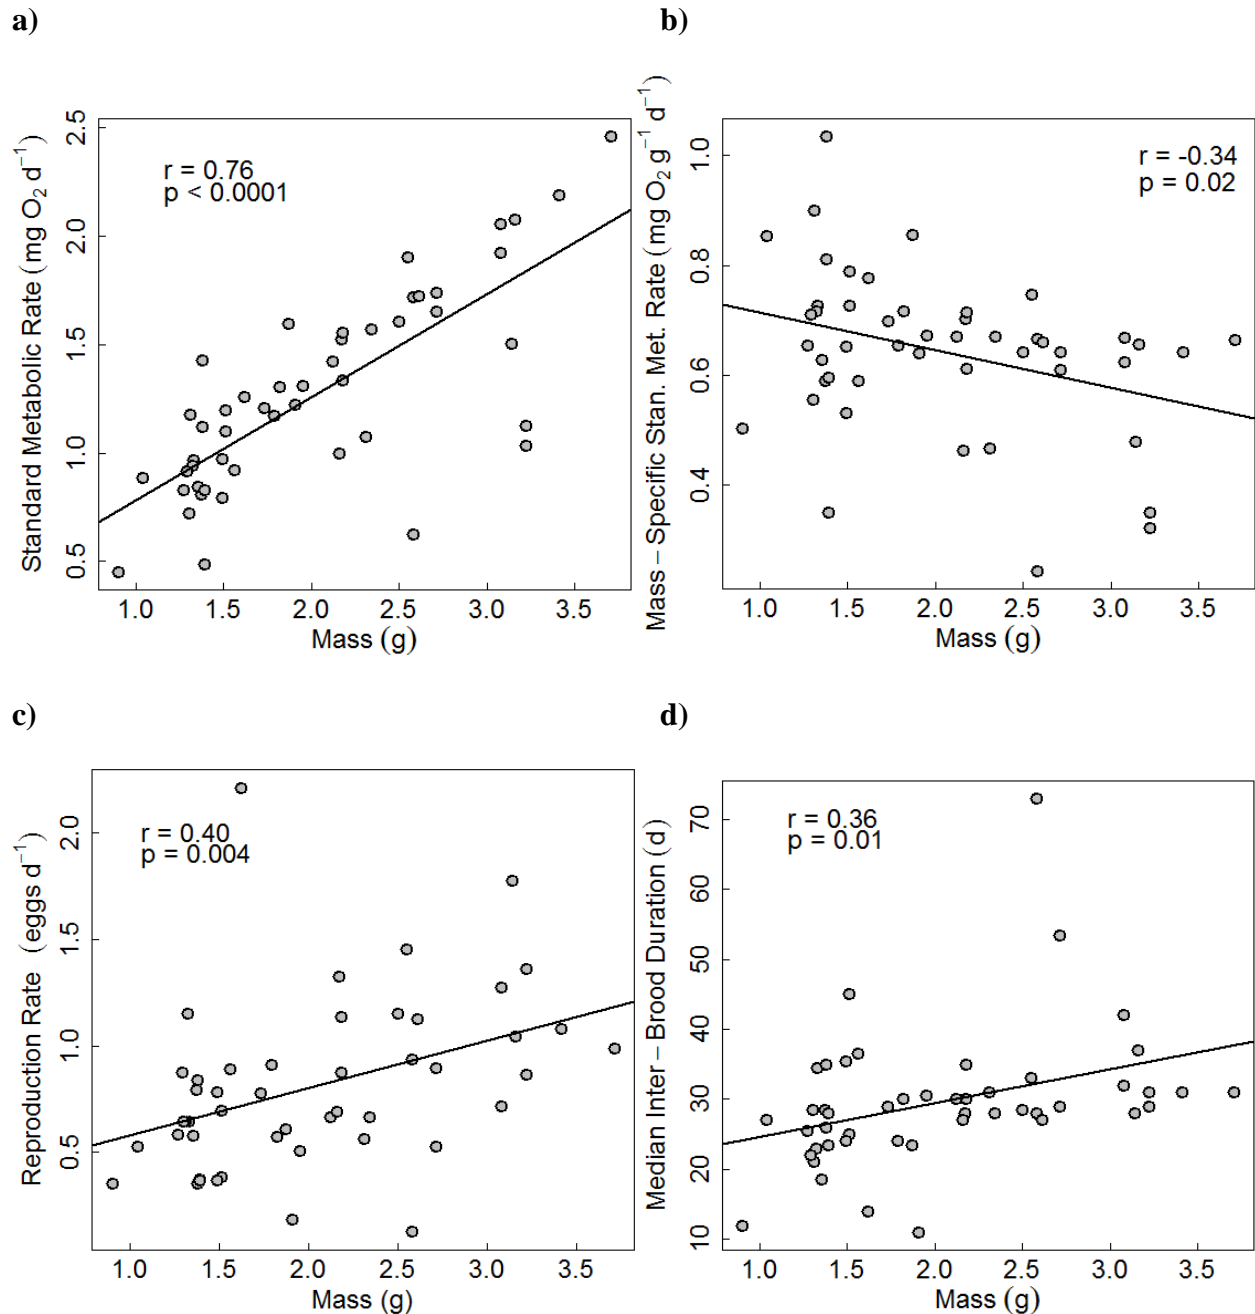 a)
Standard Metabolic Rate (mg O₂ d⁻¹)
2.5
2.0
1.5
1.0
0.5
r = 0.76
p < 0.0001
1.0 1.5 2.0 2.5 3.0 3.5
Mass (g)
b)
Mass – Specific Stan. Met. Rate (mg O₂ g⁻¹ d⁻¹)
1.0
0.8
0.6
0.4
r = -0.34
p = 0.02
1.0 1.5 2.0 2.5 3.0 3.5
Mass (g)
c)
Reproduction Rate (eggs d⁻¹)
2.0
1.5
1.0
0.5
r = 0.40
p = 0.004
1.0 1.5 2.0 2.5 3.0 3.5
Mass (g)
d)
Median Inter – Brood Duration (d)
70
60
50
40
30
20
10
r = 0.36
p = 0.01
1.0 1.5 2.0 2.5 3.0 3.5
Mass (g)